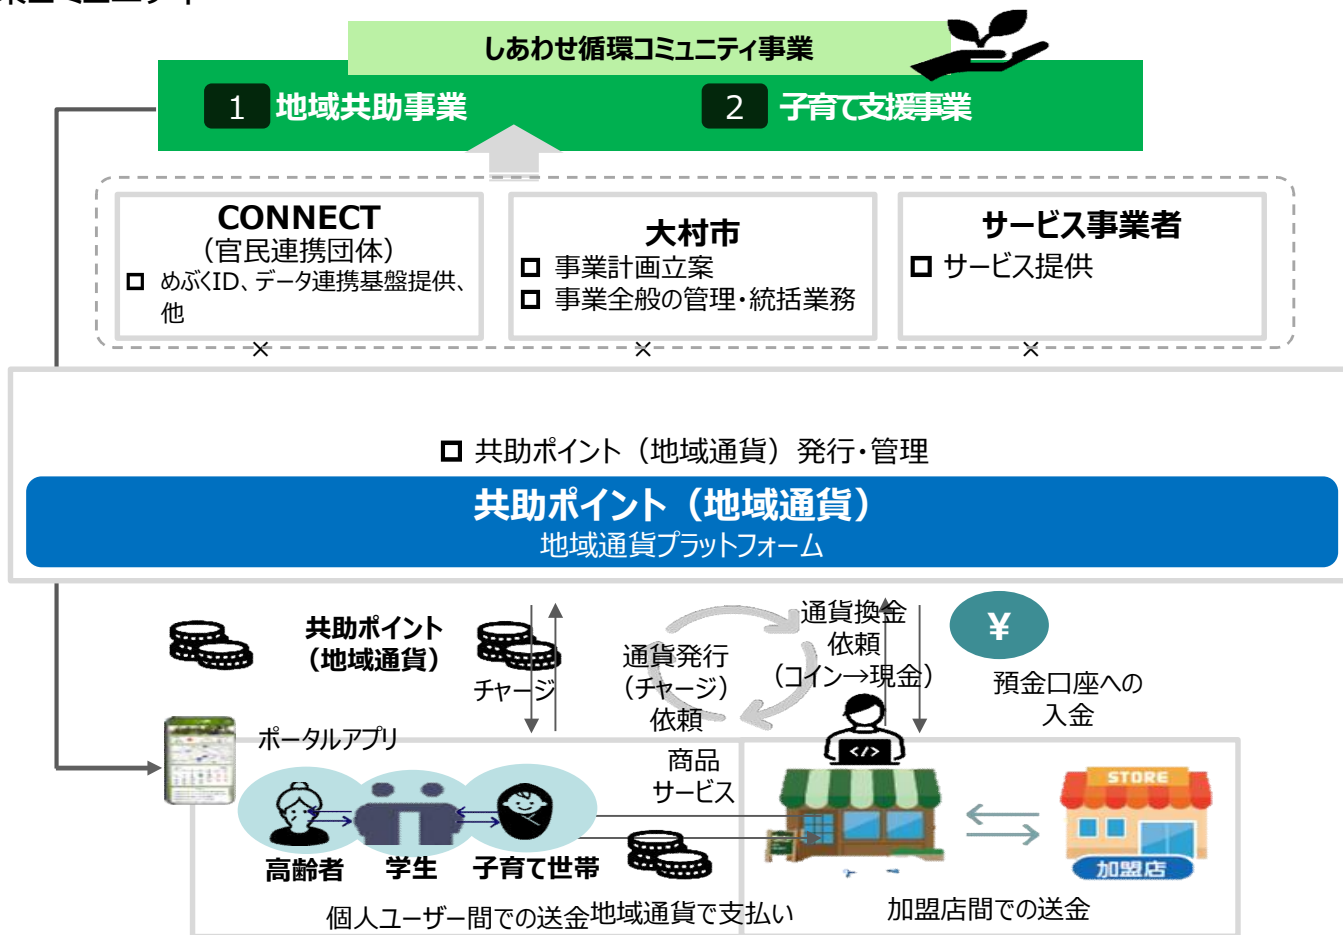 しあわせ循環コミュニティ事業
1 地域共助事業
2 子育て支援事業
CONNECT
（官民連携団体）
めぶくID、データ連携基盤提供、
他
大村市
事業計画立案
事業全般の管理・統括業務
サービス事業者
サービス提供
×
×
×
共助ポイント（地域通貨）発行・管理
共助ポイント（地域通貨）
地域通貨プラットフォーム
共助ポイント
（地域通貨）
チャージ
通貨発行
（チャージ）
依頼
通貨換金
依頼
（コイン→現金）
¥
預金口座への
入金
ポータルアプリ
商品
サービス
</>
STORE
加盟店
高齢者
学生
子育て世帯
個人ユーザー間での送金
地域通貨で支払い
加盟店間での送金